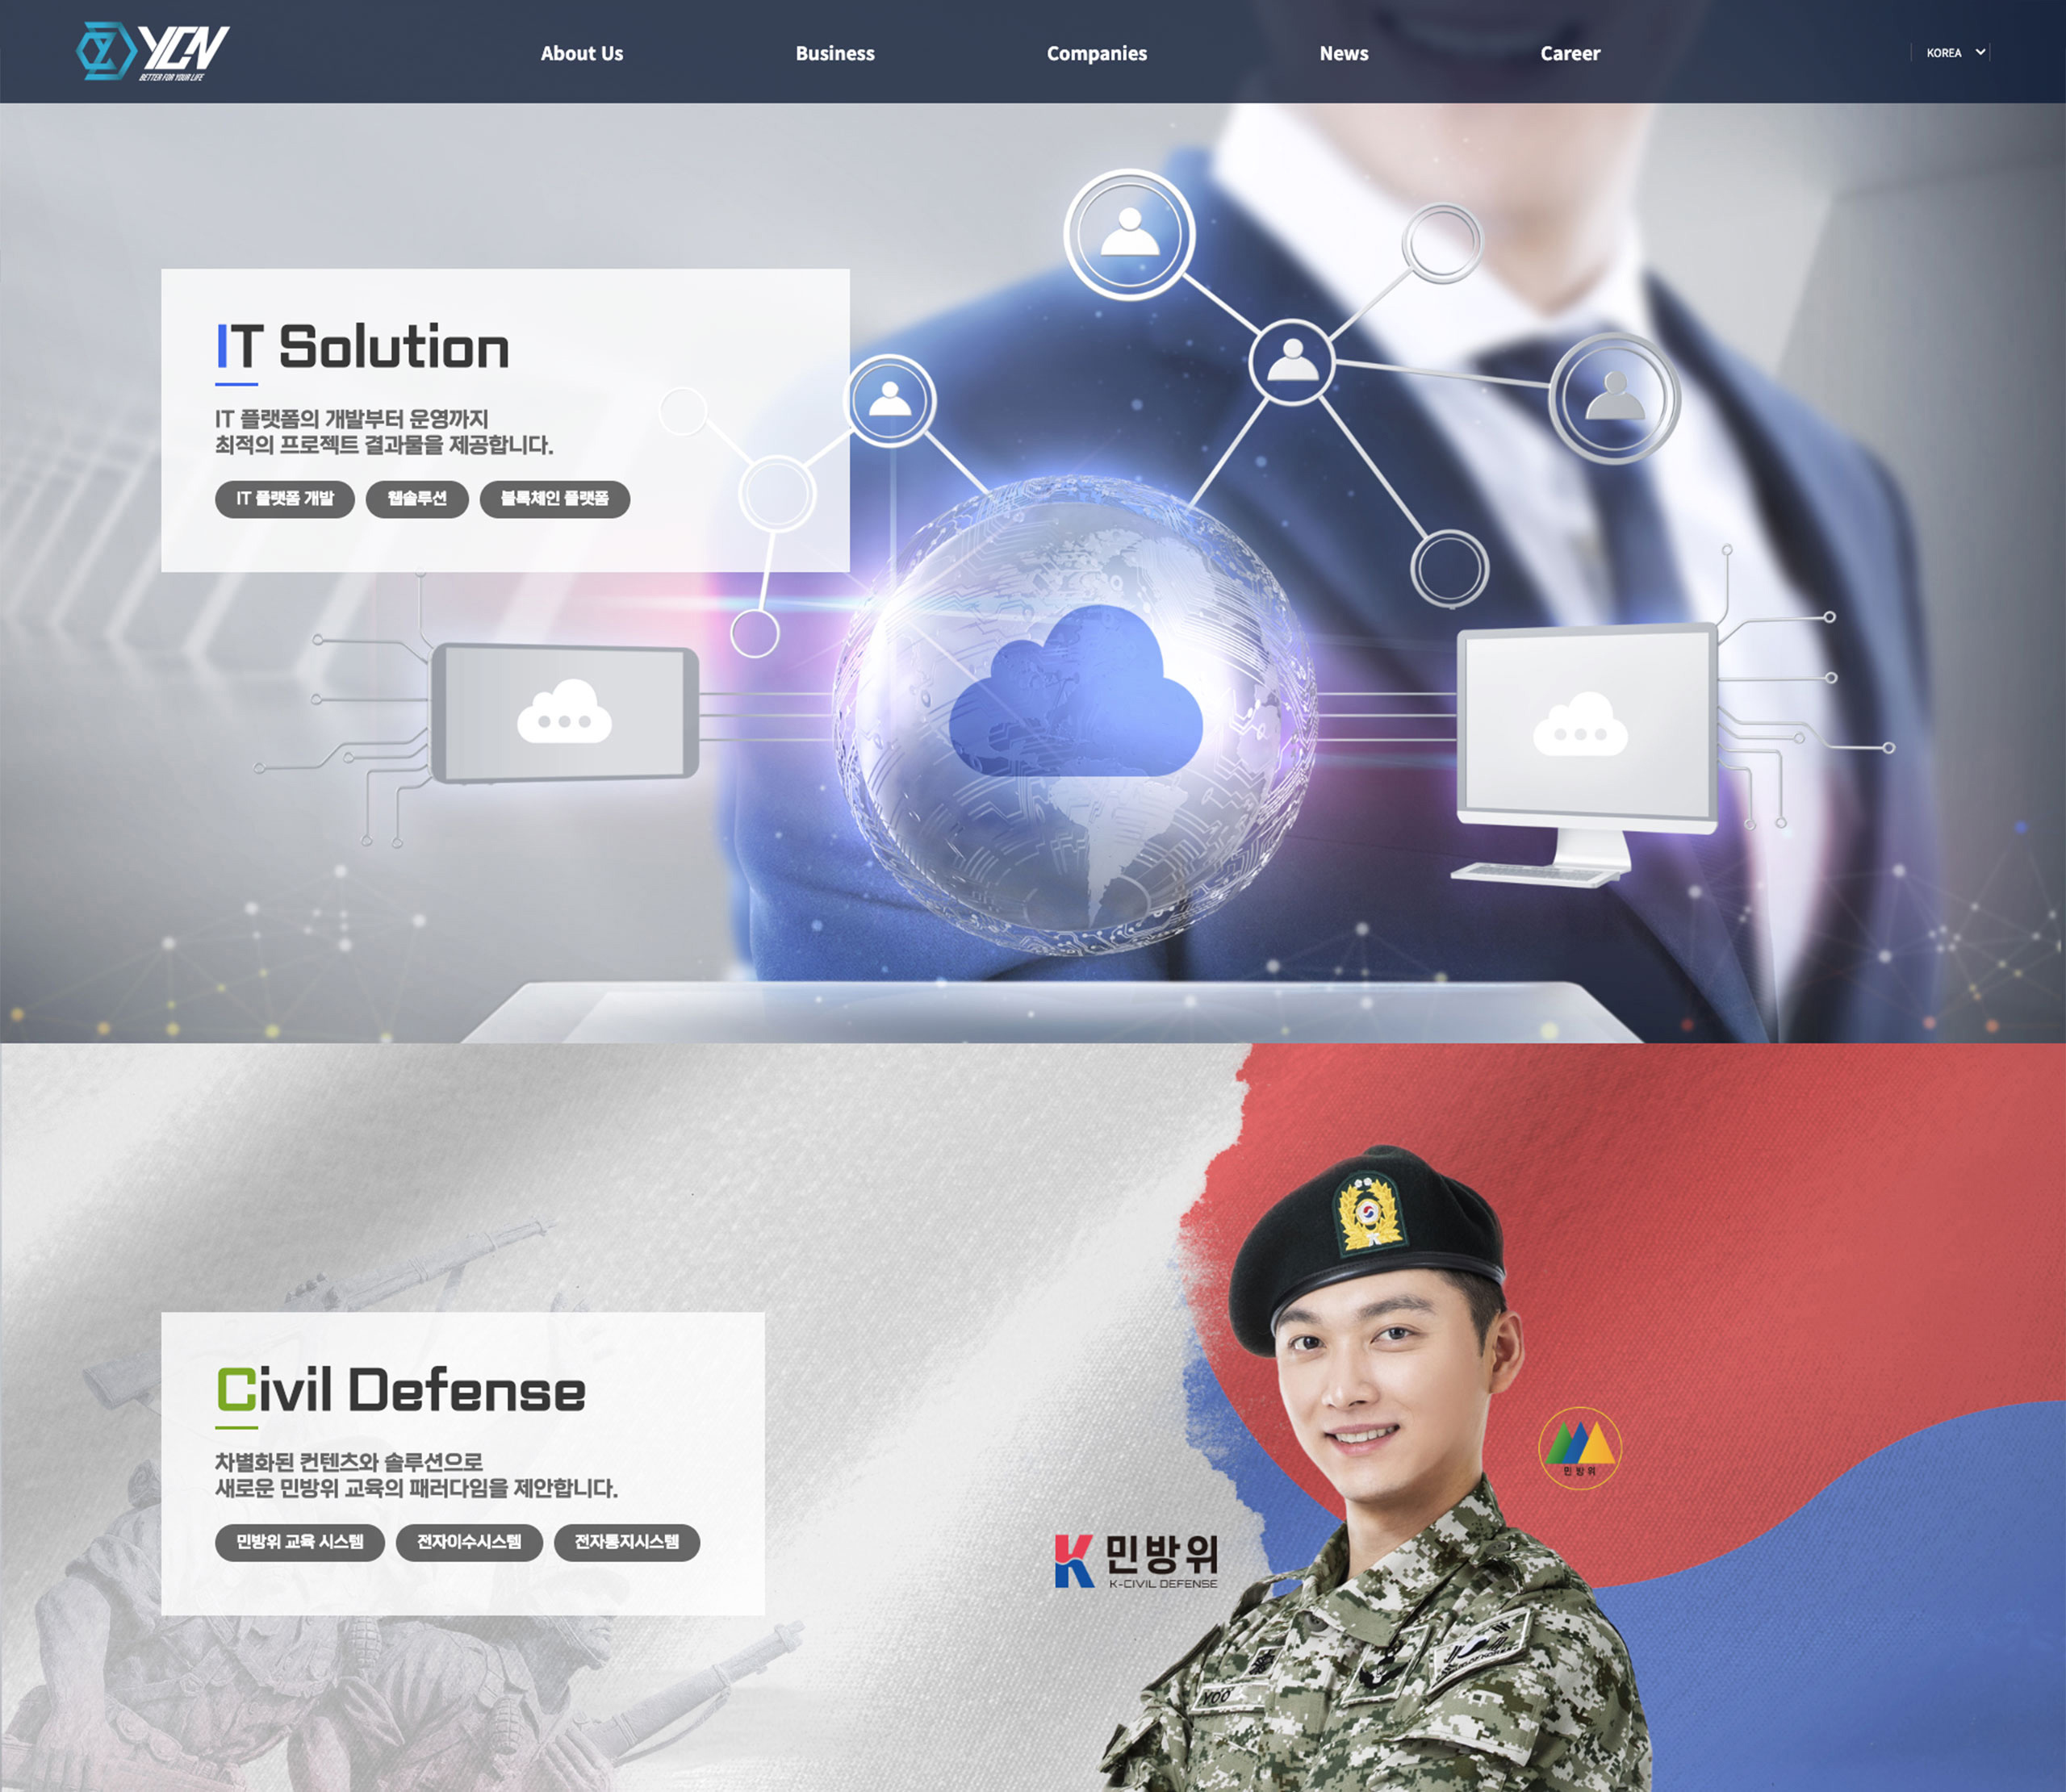 YCN
BETTER FOR YOUR LIFE
About Us
Business
Companies
News
Career
KOREA
IT Solution
IT 플랫폼의 개발부터 운영까지
최적의 프로젝트 결과물을 제공합니다.
IT 플랫폼 개발
웹솔루션
블록체인 플랫폼
Civil Defense
차별화된 컨텐츠와 솔루션으로
새로운 민방위 교육의 패러다임을 제안합니다.
민방위 교육 시스템
전자이수시스템
전자통지시스템
K 민방위
K-CIVIL DEFENSE
민방위
YOO